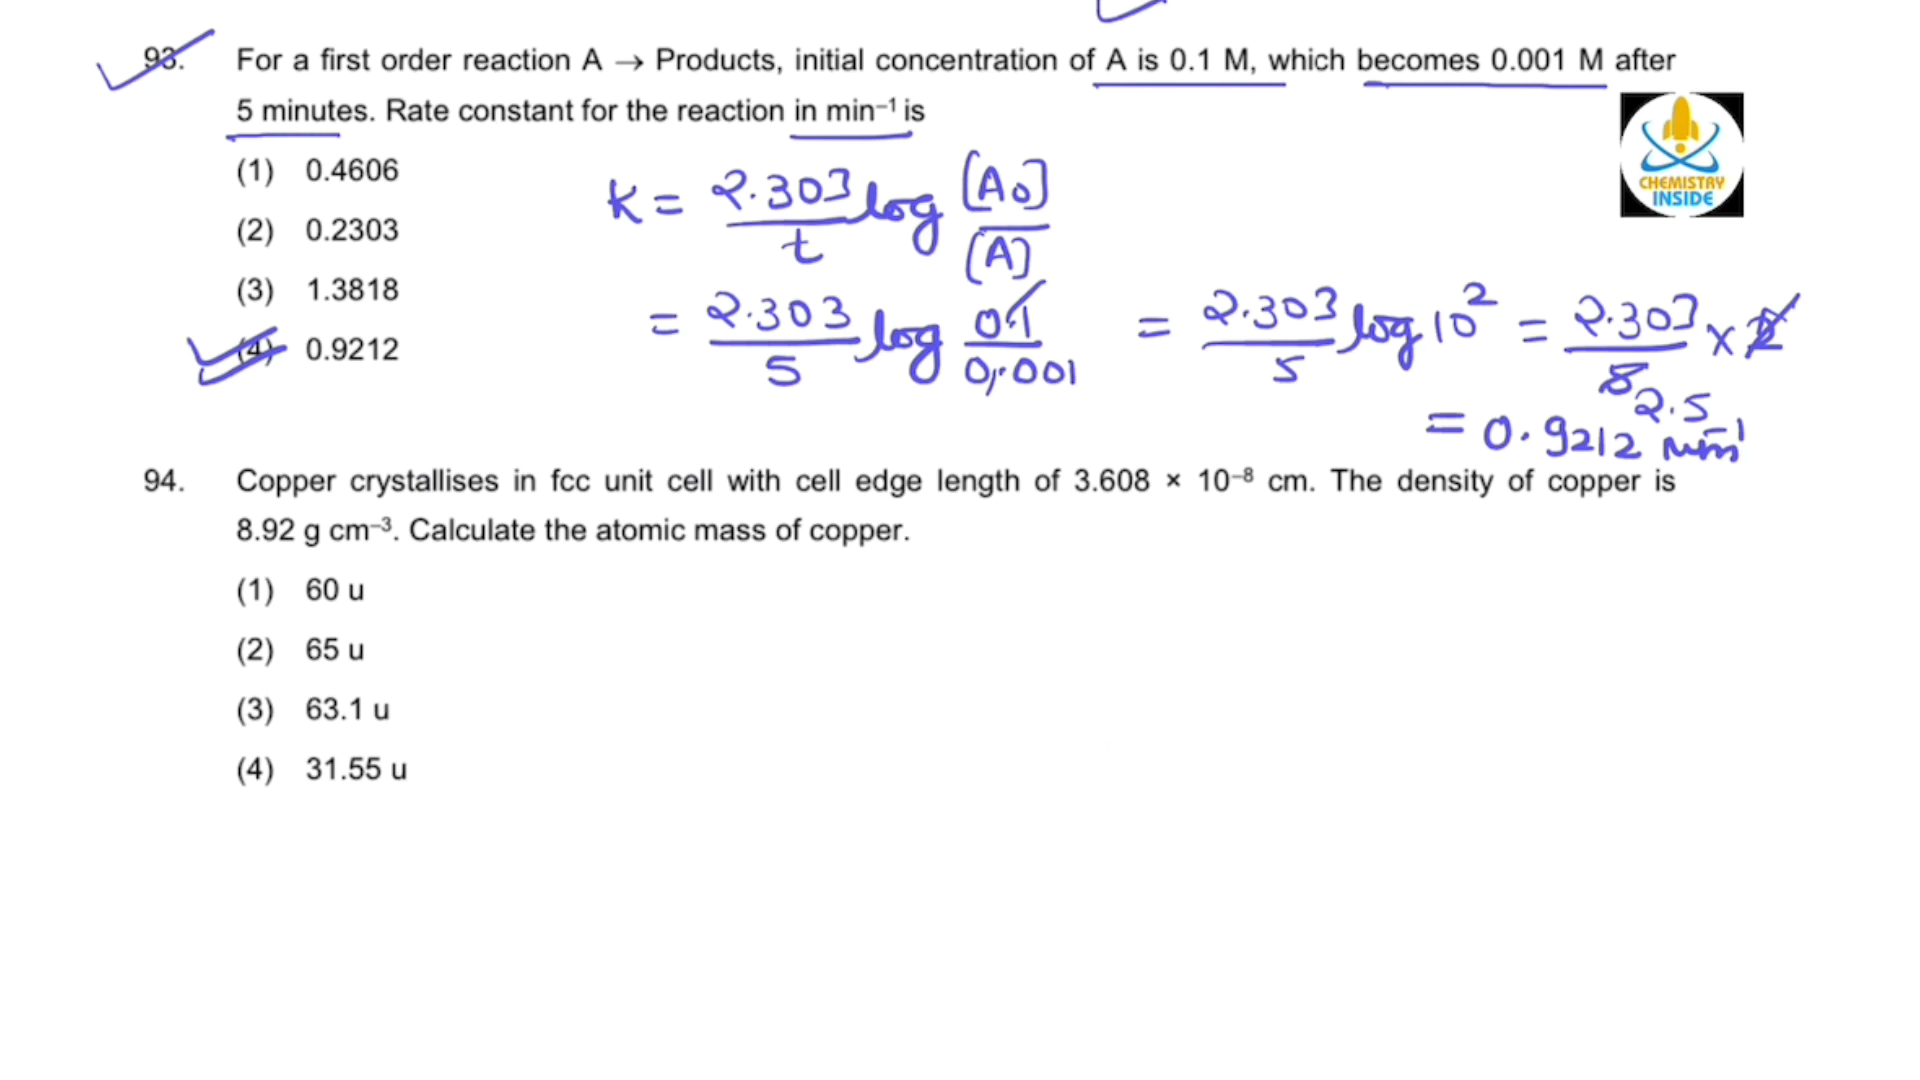 93. For a first order reaction A → Products, initial concentration of A is 0.1 M, which becomes 0.001 M after
5 minutes. Rate constant for the reaction in min⁻¹ is
CHEMISTRY
INSIDE
(1) 0.4606
(2) 0.2303
(3) 1.3818
(4) 0.9212
K = 2.303/t log [A₀]/[A]
= 2.303/5 log 0.1/0.001 = 2.303/5 log 10² = 2.303/5 × 2
2.5
= 0.9212 min⁻¹
94. Copper crystallises in fcc unit cell with cell edge length of 3.608 × 10⁻⁸ cm. The density of copper is
8.92 g cm⁻³. Calculate the atomic mass of copper.
(1) 60 u
(2) 65 u
(3) 63.1 u
(4) 31.55 u